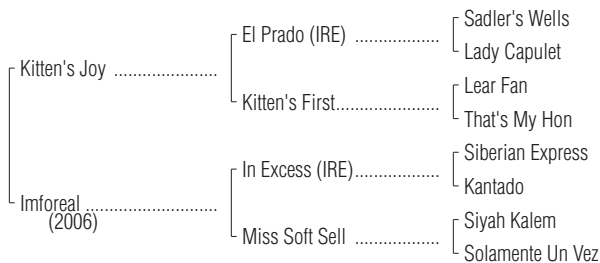 Sadler's Wells
El Prado (IRE) ..................
Lady Capulet
Kitten's Joy ......................
Lear Fan
Kitten's First......................
That's My Hon
Siberian Express
In Excess (IRE)..................
Kantado
Imforeal ............................
(2006)
Siyah Kalem
Miss Soft Sell ..................
Solamente Un Vez